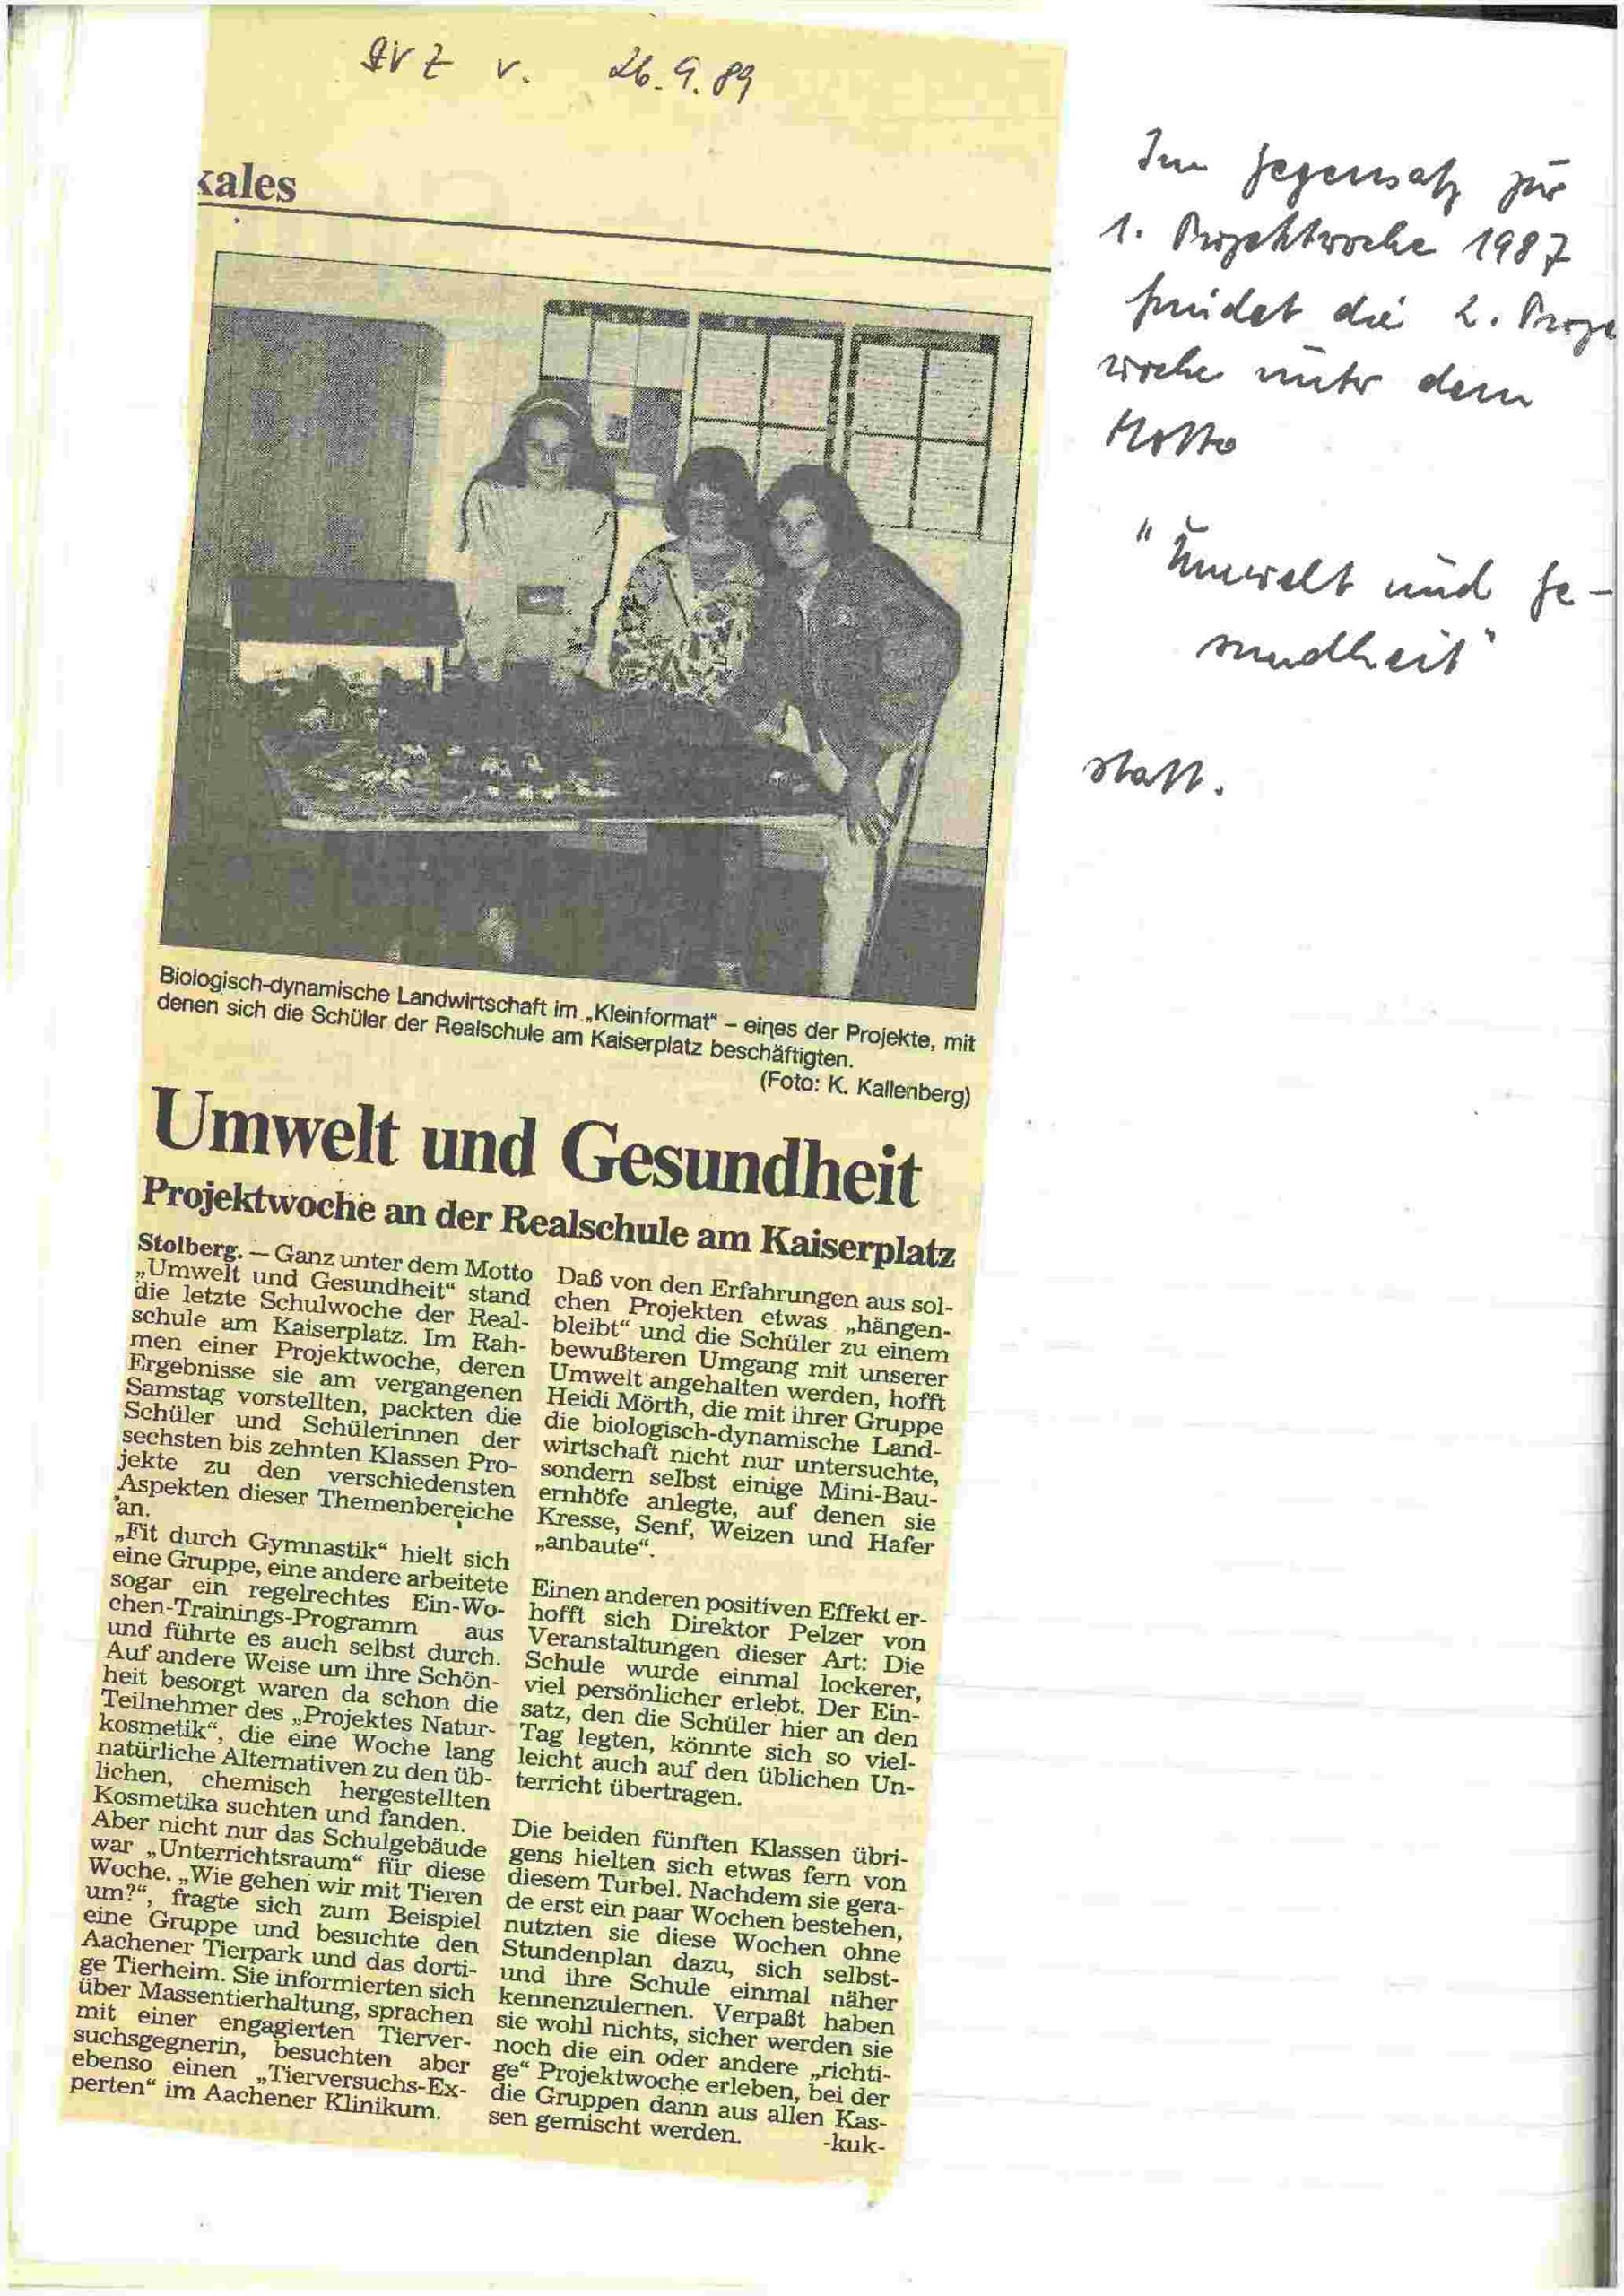 v. 26.9.89
kales
Im Gegensatz zur
1. Projektwoche 1987
findet die 2. Proje
woche unter dem
Motto
"Umwelt und Ge-
sundheit"
statt.
Biologisch-dynamische Landwirtschaft im „Kleinformat“ – eines der Projekte, mit
denen sich die Schüler der Realschule am Kaiserplatz beschäftigten.
(Foto: K. Kallenberg)
Umwelt und Gesundheit
Projektwoche an der Realschule am Kaiserplatz
Stolberg. — Ganz unter dem Motto
„Umwelt und Gesundheit“ stand
die letzte Schulwoche der Real-
schule am Kaiserplatz. Im Rah-
men einer Projektwoche, deren
Ergebnisse sie am vergangenen
Samstag vorstellten, packten die
Schüler und Schülerinnen der
sechsten bis zehnten Klassen Pro-
jekte zu den verschiedensten
Aspekten dieser Themenbereiche
an.
„Fit durch Gymnastik“ hielt sich
eine Gruppe, eine andere arbeitete
sogar ein regelrechtes Ein-Wo-
chen-Trainings-Programm aus
und führte es auch selbst durch.
Auf andere Weise um ihre Schön-
heit besorgt waren da schon die
Teilnehmer des „Projektes Natur-
kosmetik“, die eine Woche lang
natürliche Alternativen zu den üb-
lichen, chemisch hergestellten
Kosmetika suchten und fanden.
Aber nicht nur das Schulgebäude
war „Unterrichtsraum“ für diese
Woche. „Wie gehen wir mit Tieren
um?“, fragte sich zum Beispiel
eine Gruppe und besuchte den
Aachener Tierpark und das dorti-
ge Tierheim. Sie informierten sich
über Massentierhaltung, sprachen
mit einer engagierten Tierver-
suchsgegnerin, besuchten aber
ebenso einen „Tierversuchs-Ex-
perten“ im Aachener Klinikum.
Daß von den Erfahrungen aus sol-
chen Projekten etwas „hängen-
bleibt“ und die Schüler zu einem
bewußteren Umgang mit unserer
Umwelt angehalten werden, hofft
Heidi Mörth, die mit ihrer Gruppe
die biologisch-dynamische Land-
wirtschaft nicht nur untersuchte,
sondern selbst einige Mini-Bau-
ernhöfe anlegte, auf denen sie
Kresse, Senf, Weizen und Hafer
„anbaute“.
Einen anderen positiven Effekt er-
hofft sich Direktor Pelzer von
Veranstaltungen dieser Art: Die
Schule wurde einmal lockerer,
viel persönlicher erlebt. Der Ein-
satz, den die Schüler hier an den
Tag legten, könnte sich so viel-
leicht auch auf den üblichen Un-
terricht übertragen.
Die beiden fünften Klassen übri-
gens hielten sich etwas fern von
diesem Turbel. Nachdem sie gera-
de erst ein paar Wochen bestehen,
nutzten sie diese Wochen ohne
Stundenplan dazu, sich selbst-
und ihre Schule einmal näher
kennenzulernen. Verpaßt haben
sie wohl nichts, sicher werden sie
noch die ein oder andere „richti-
ge“ Projektwoche erleben, bei der
die Gruppen dann aus allen Kas-
sen gemischt werden. -kuk-